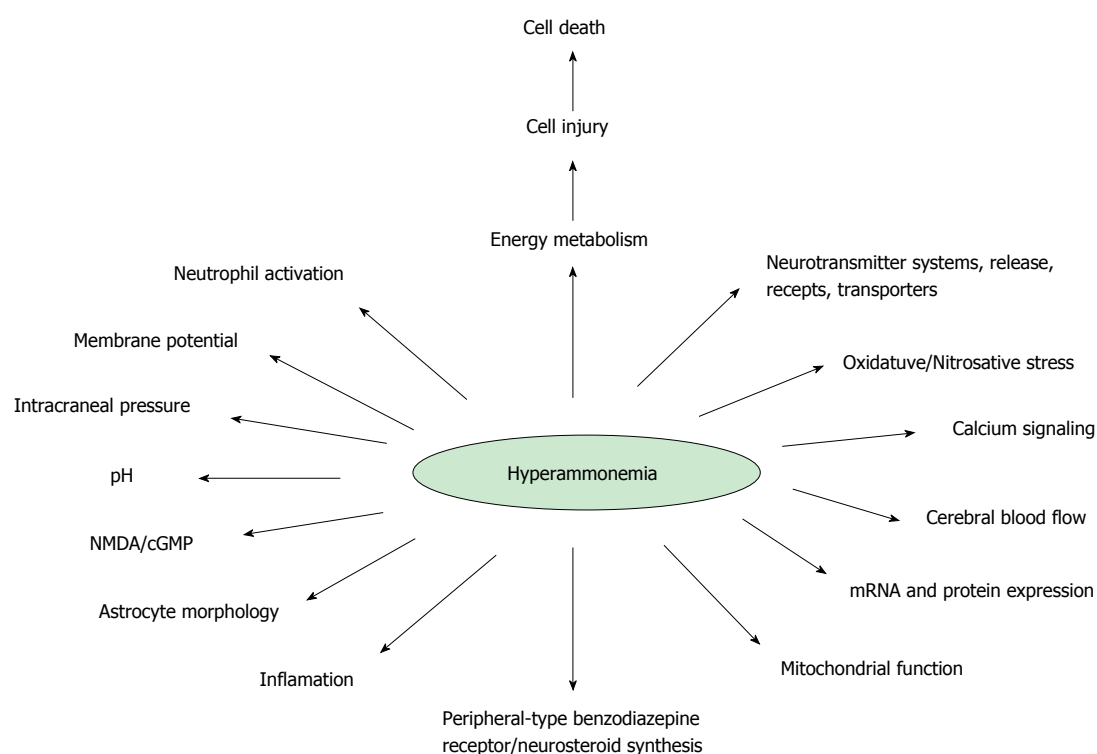 Cell death
Cell injury
Energy metabolism
Neutrophil activation
Neurotransmitter systems, release,
recepts, transporters
Membrane potential
Oxidatuve/Nitrosative stress
Intracraneal pressure
Calcium signaling
Hyperammonemia
pH
Cerebral blood flow
NMDA/cGMP
mRNA and protein expression
Astrocyte morphology
Mitochondrial function
Inflamation
Peripheral-type benzodiazepine
receptor/neurosteroid synthesis